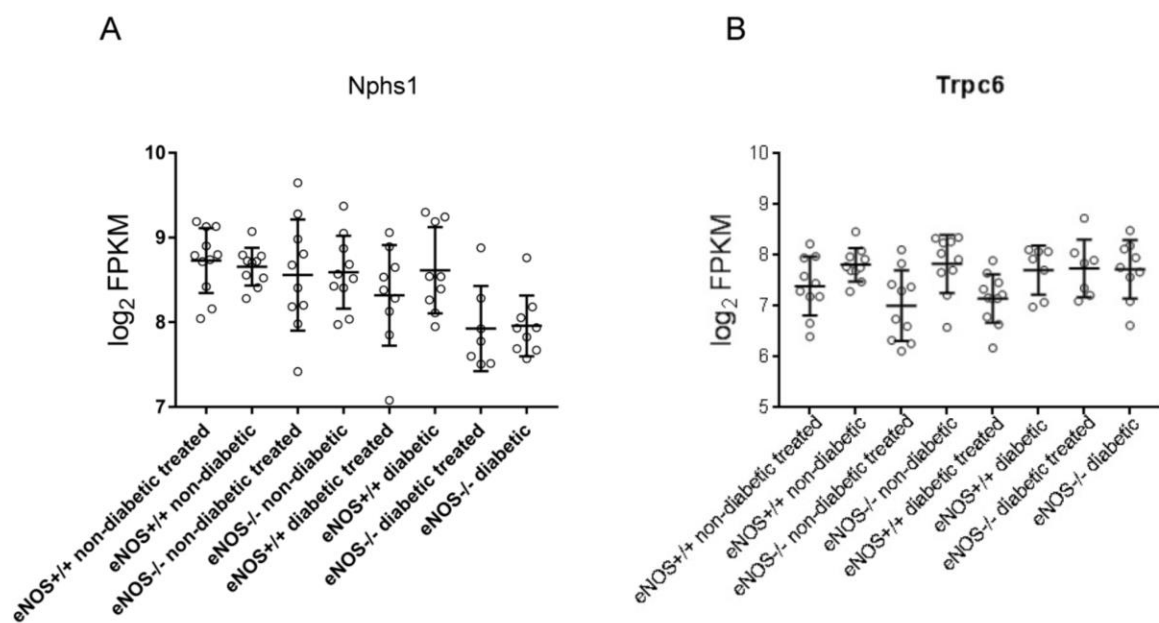 A
Nphs1
log2 FPKM
10
9
8
7
eNOS+/+ non-diabetic treated
eNOS+/+ non-diabetic
eNOS-/- non-diabetic treated
eNOS-/- non-diabetic
eNOS+/+ diabetic treated
eNOS+/+ diabetic
eNOS-/- diabetic treated
eNOS-/- diabetic
B
Trpc6
log2 FPKM
10
9
8
7
6
5
eNOS+/+ non-diabetic treated
eNOS+/+ non-diabetic
eNOS-/- non-diabetic treated
eNOS-/- non-diabetic
eNOS+/+ diabetic treated
eNOS+/+ diabetic
eNOS-/- diabetic treated
eNOS-/- diabetic